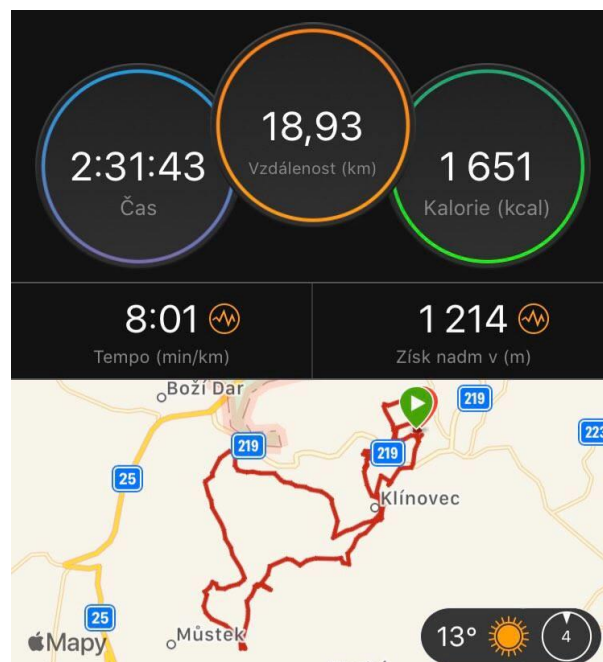 18,93
Vzdálenost (km)
2:31:43
Čas
1 651
Kalorie (kcal)
8:01
Tempo (min/km)
1 214
Získ nadm v (m)
Boží Dar
219
219
219
223
25
Klínovec
25
Můstek
Mapy
13°
4